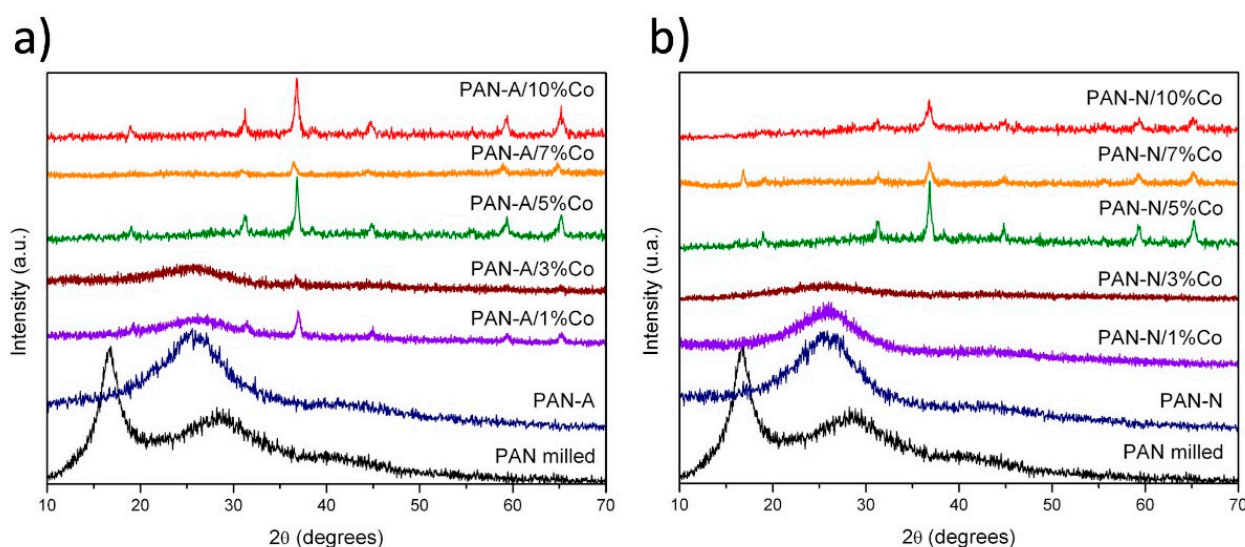 a)
PAN-A/10%Co
PAN-A/7%Co
PAN-A/5%Co
PAN-A/3%Co
PAN-A/1%Co
PAN-A
PAN milled
Intensity (a.u.)
10 20 30 40 50 60 70
2θ (degrees)
b)
PAN-N/10%Co
PAN-N/7%Co
PAN-N/5%Co
PAN-N/3%Co
PAN-N/1%Co
PAN-N
PAN milled
Intensity (u.a.)
10 20 30 40 50 60 70
2θ (degrees)